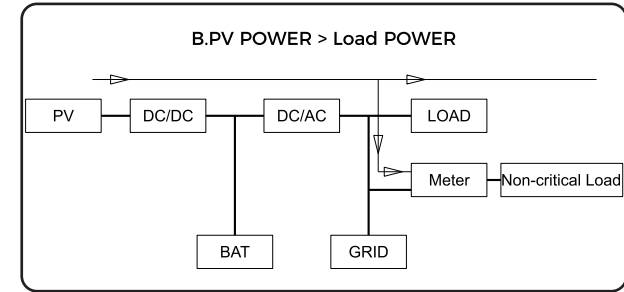 B.PV POWER > Load POWER
PV
DC/DC
DC/AC
LOAD
Meter
Non-critical Load
BAT
GRID